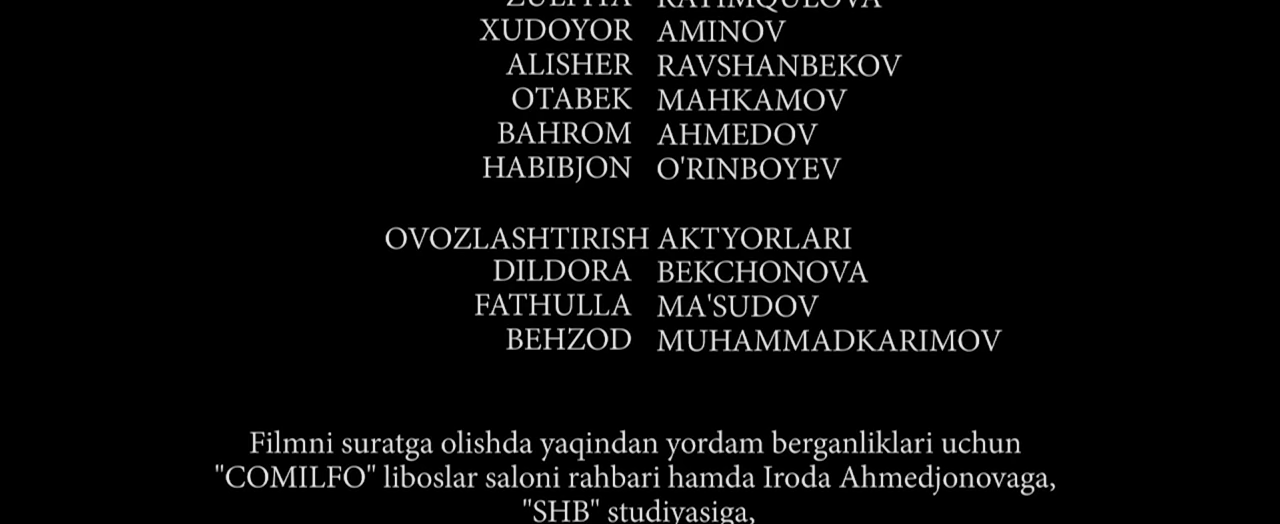 XUDOYOR AMINOV
ALISHER RAVSHANBEKOV
OTABEK MAHKAMOV
BAHROM AHMEDOV
HABIBJON O'RINBOYEV
OVOZLASHTIRISH AKTYORLARI
DILDORA BEKCHONOVA
FATHULLA MA'SUDOV
BEHZOD MUHAMMADKARIMOV
Filmni suratga olishda yaqindan yordam berganliklari uchun
"COMILFO" liboslar saloni rahbari hamda Iroda Ahmedjonovaga,
"SHB" studiyasiga,